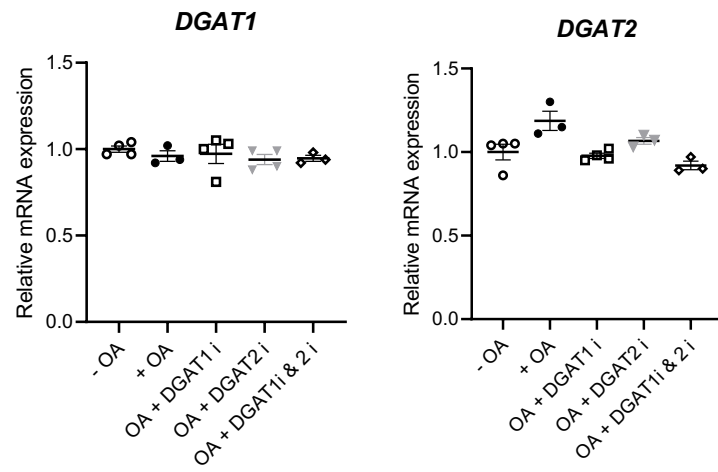 DGAT1
Relative mRNA expression
1.5
1.0
0.5
0.0
- OA
+ OA
OA + DGAT1 i
OA + DGAT2 i
OA + DGAT1i & 2 i
DGAT2
Relative mRNA expression
1.5
1.0
0.5
0.0
- OA
+ OA
OA + DGAT1 i
OA + DGAT2 i
OA + DGAT1i & 2 i